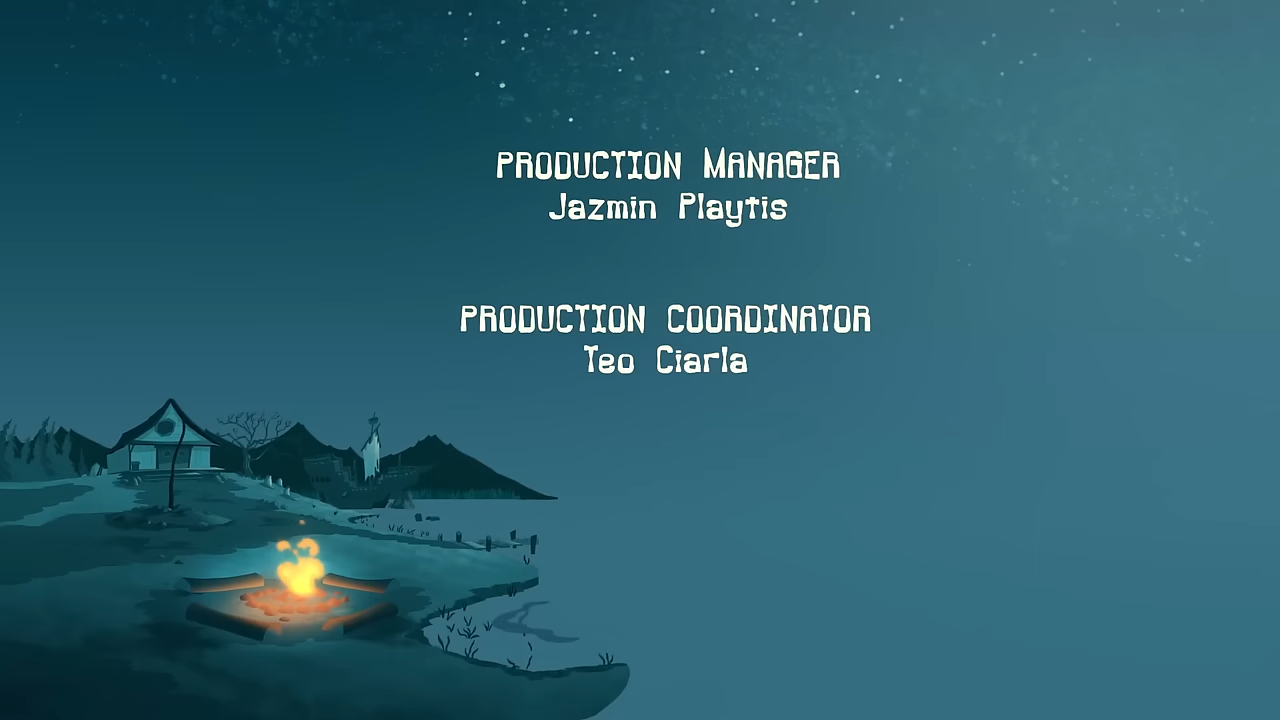 PRODUCTION MANAGER
Jazmin Playtis
PRODUCTION COORDINATOR
Teo Ciarla